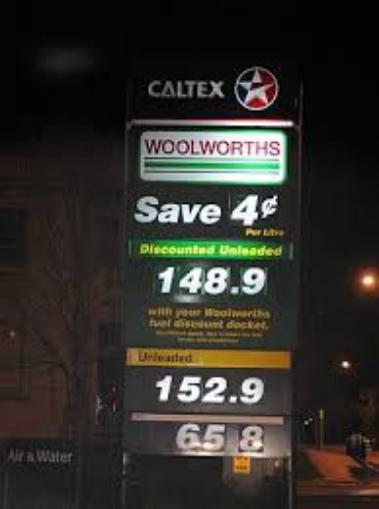 CALTEX
WOOLWORTHS
Save 4¢
Per Litre
Discounted Unleaded
148.9
with your Woolworths
fuel discount docket.
Unleaded
152.9
65.8
Air & Water